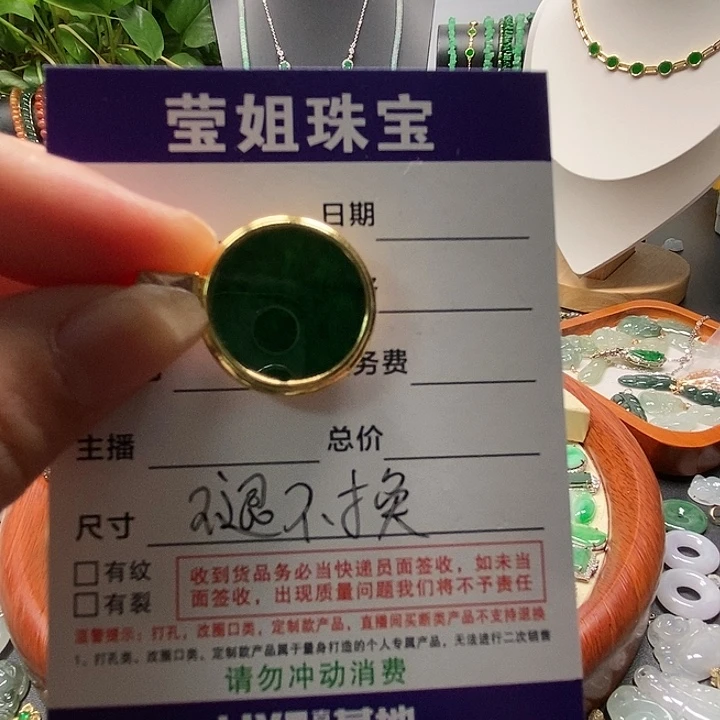 莹姐珠宝
日期
务费
主播
总价
尺寸 不退不换
有纹
有裂
收到货品务必当快递员面签收，如未当
面签收，出现质量问题我们将不予责任
温馨提示：打孔，改圈口类，定制款产品，直播间买断类产品不支持退换
1、打孔类、改圈口类、定制款产品属于量身打造的个人专属产品，无法进行二次销售
请勿冲动消费